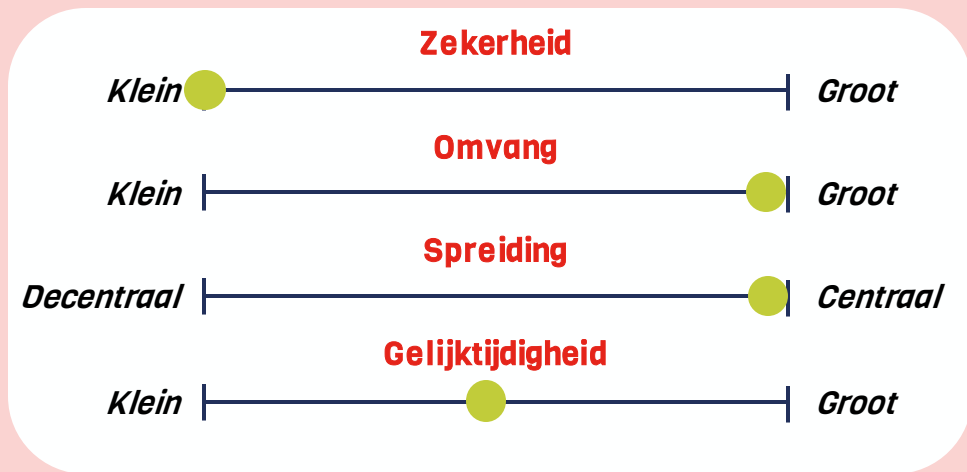 Zekerheid
Klein Groot
Omvang
Klein Groot
Spreiding
Decentraal Centraal
Gelijktijdigheid
Klein Groot